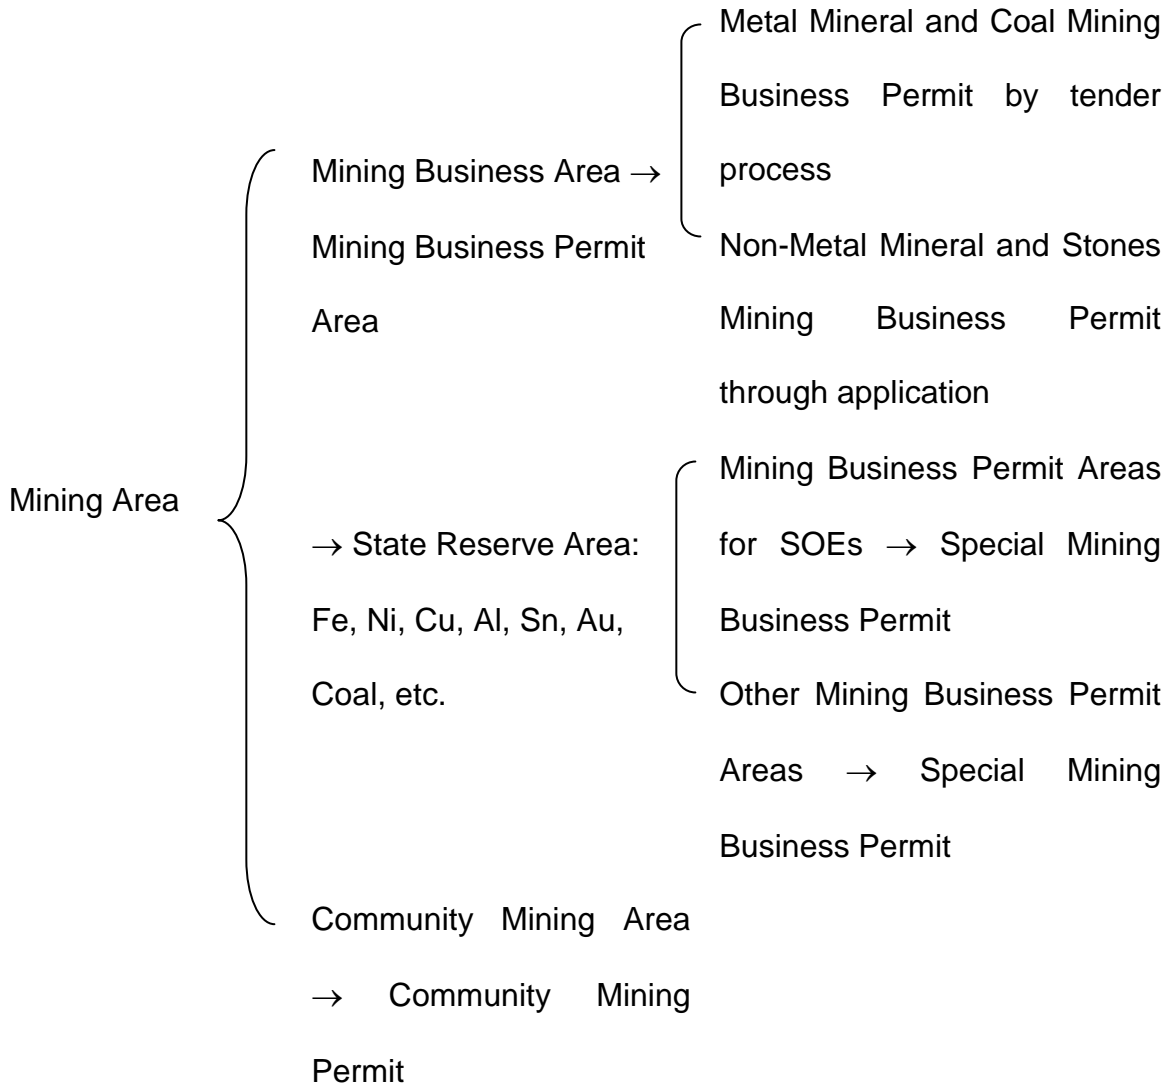 Mining Area
Mining Business Area →
Mining Business Permit
Area
Metal Mineral and Coal Mining
Business Permit by tender
process
Non-Metal Mineral and Stones
Mining Business Permit
through application
→ State Reserve Area:
Fe, Ni, Cu, Al, Sn, Au,
Coal, etc.
Mining Business Permit Areas
for SOEs → Special Mining
Business Permit
Other Mining Business Permit
Areas → Special Mining
Business Permit
Community Mining Area
→ Community Mining
Permit